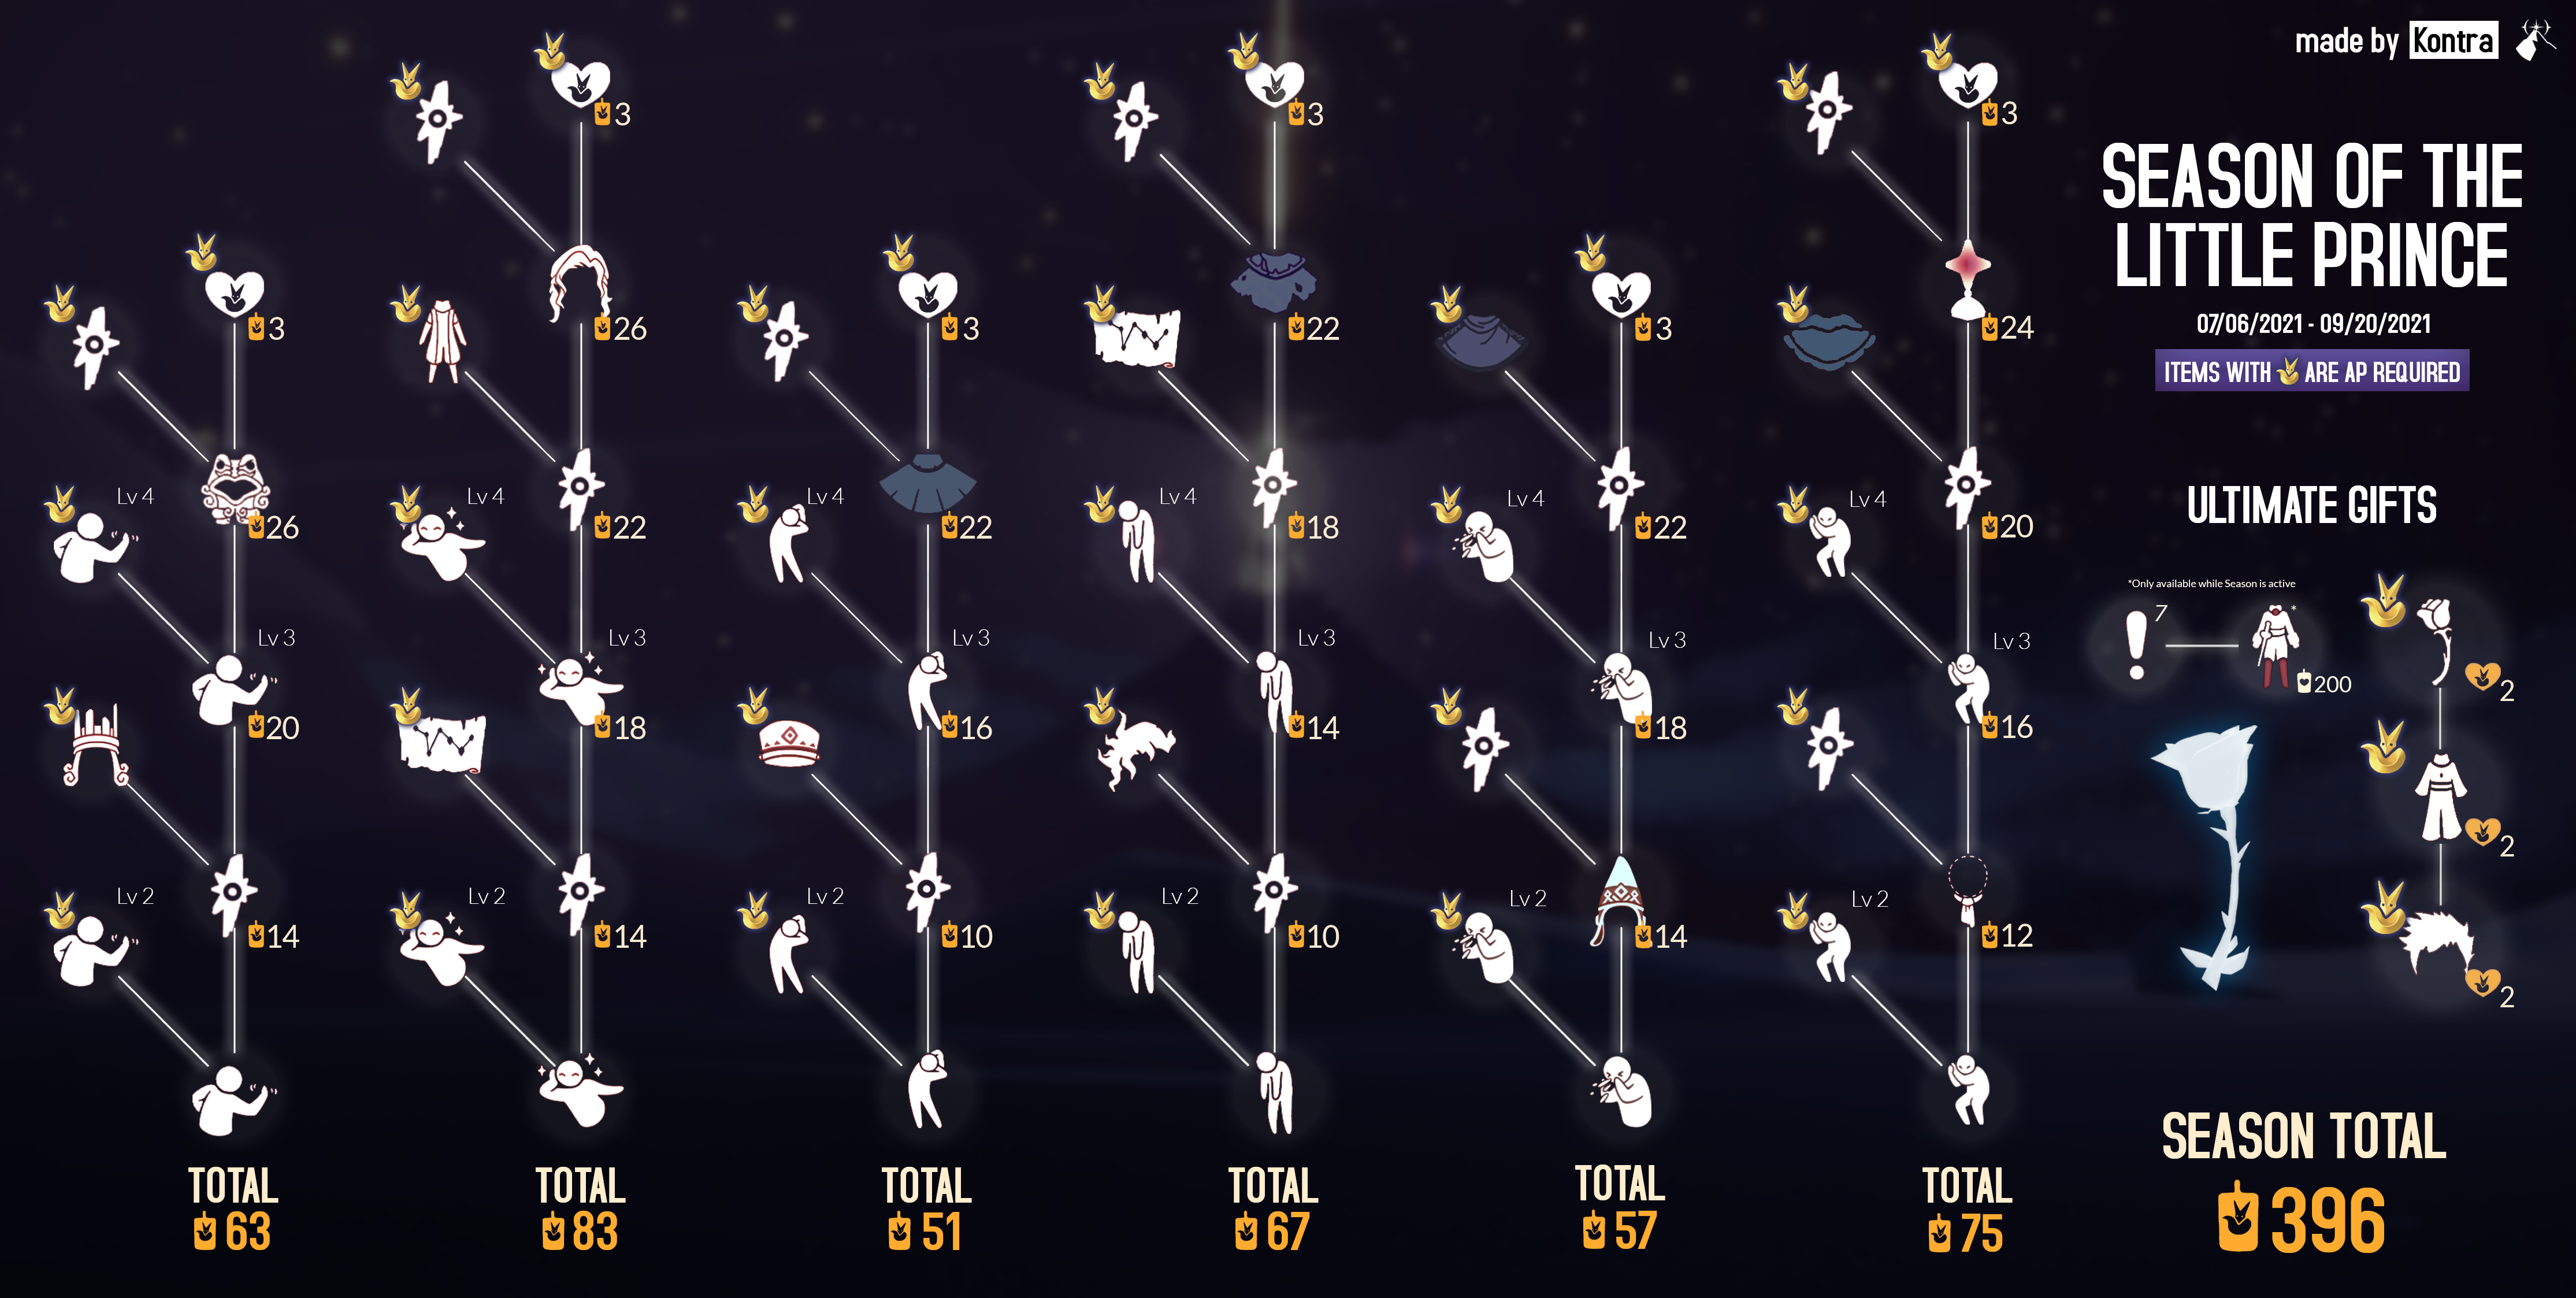 made by Kontra
SEASON OF THE
LITTLE PRINCE
07/06/2021 - 09/20/2021
ITEMS WITH ARE AP REQUIRED
ULTIMATE GIFTS
*Only available while Season is active
7
*
200
2
2
2
SEASON TOTAL
396
3
Lv 4
26
Lv 3
20
Lv 2
14
TOTAL
63
3
26
Lv 4
22
Lv 3
18
Lv 2
14
TOTAL
83
3
Lv 4
22
Lv 3
16
Lv 2
10
TOTAL
51
3
22
Lv 4
18
Lv 3
14
Lv 2
10
TOTAL
67
3
Lv 4
22
Lv 3
18
Lv 2
14
TOTAL
57
3
24
Lv 4
20
Lv 3
16
Lv 2
12
TOTAL
75